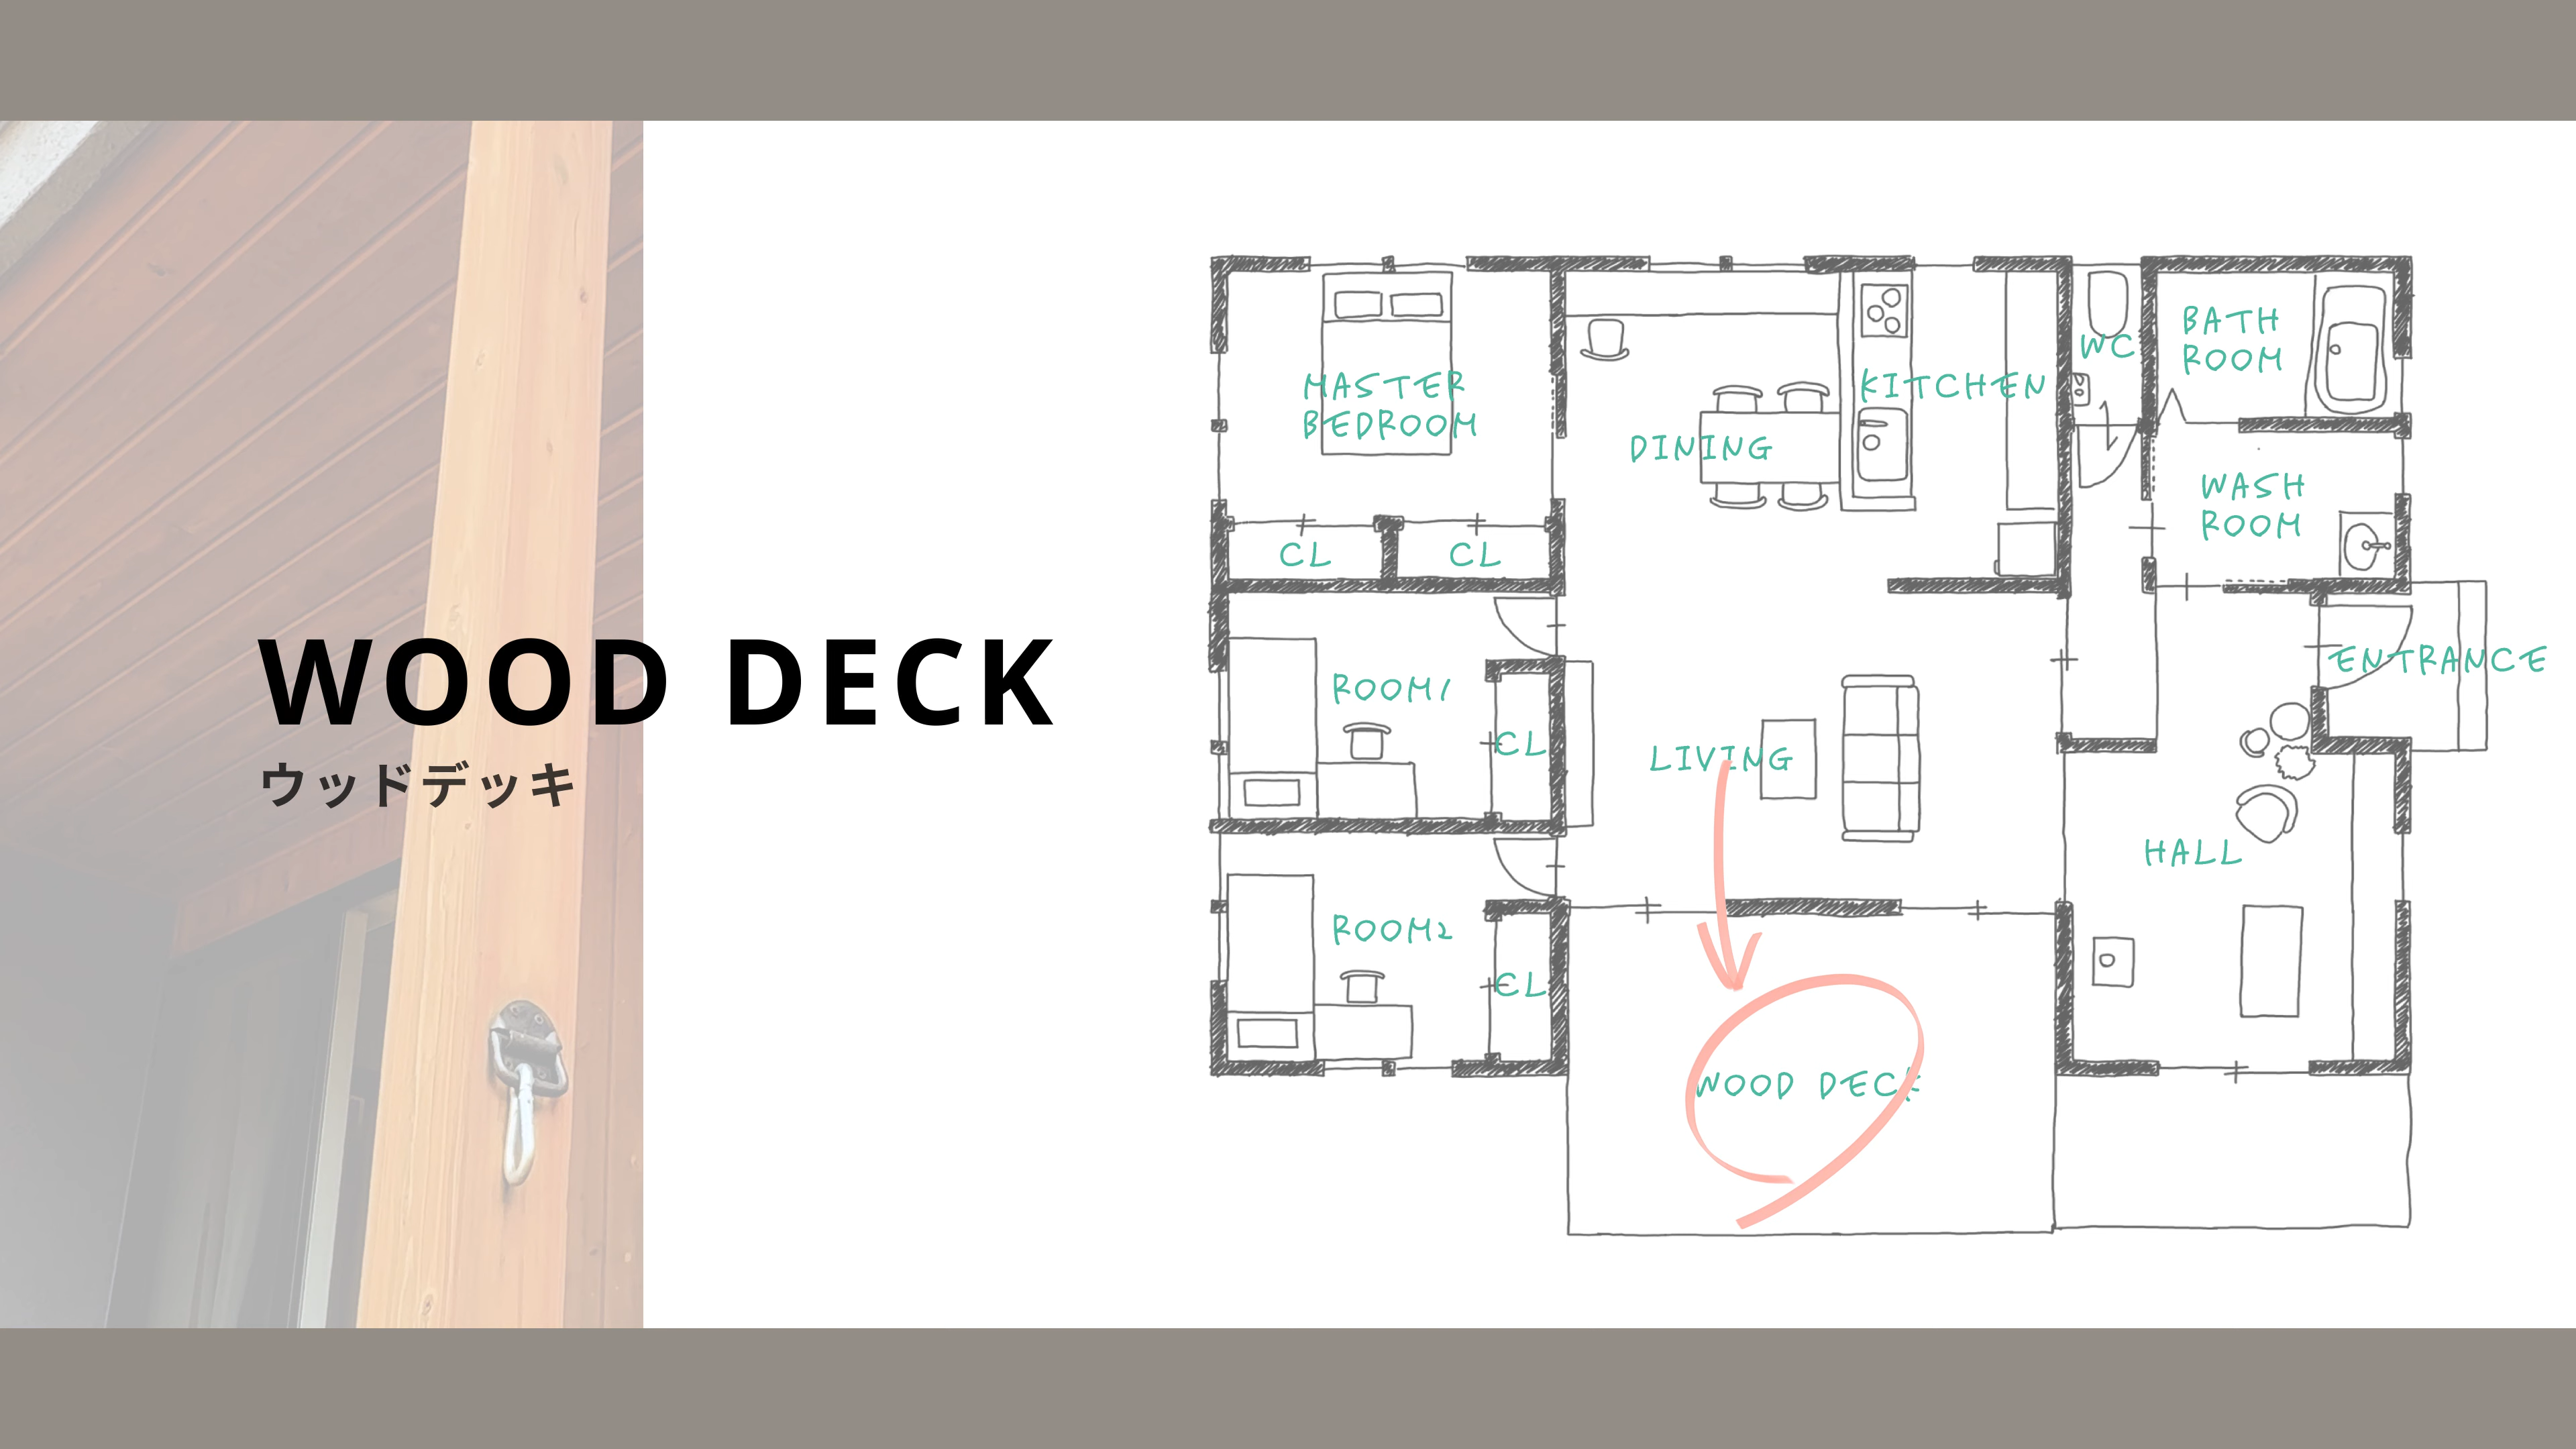 WOOD DECK
ウッドデッキ
MASTER
BEDROOM
CL
CL
DINING
KITCHEN
WC
BATH
ROOM
WASH
ROOM
ENTRANCE
ROOM1
CL
LIVING
HALL
ROOM2
CL
WOOD DECK